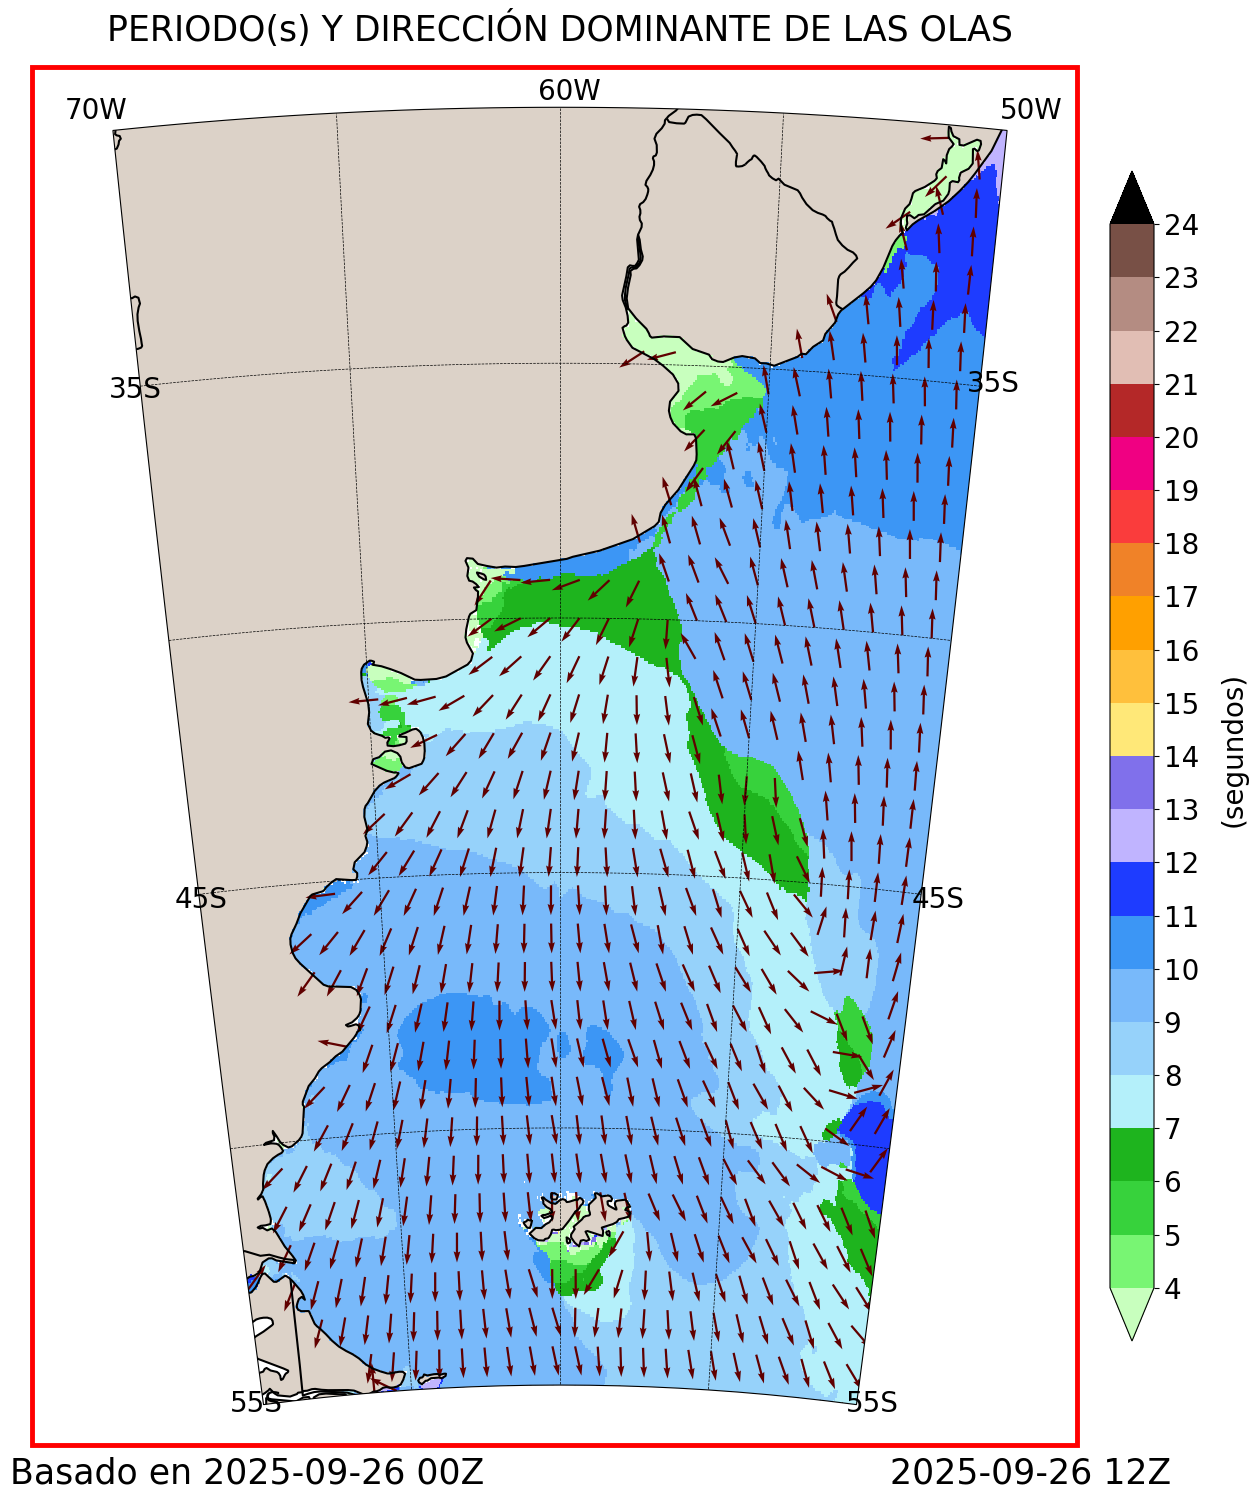 PERIODO(s) Y DIRECCIÓN DOMINANTE DE LAS OLAS
70W
60W
50W
35S
35S
45S
45S
55S
55S
24
23
22
21
20
19
18
17
16
15
14
13
12
11
10
9
8
7
6
5
4
(segundos)
Basado en 2025-09-26 00Z
2025-09-26 12Z